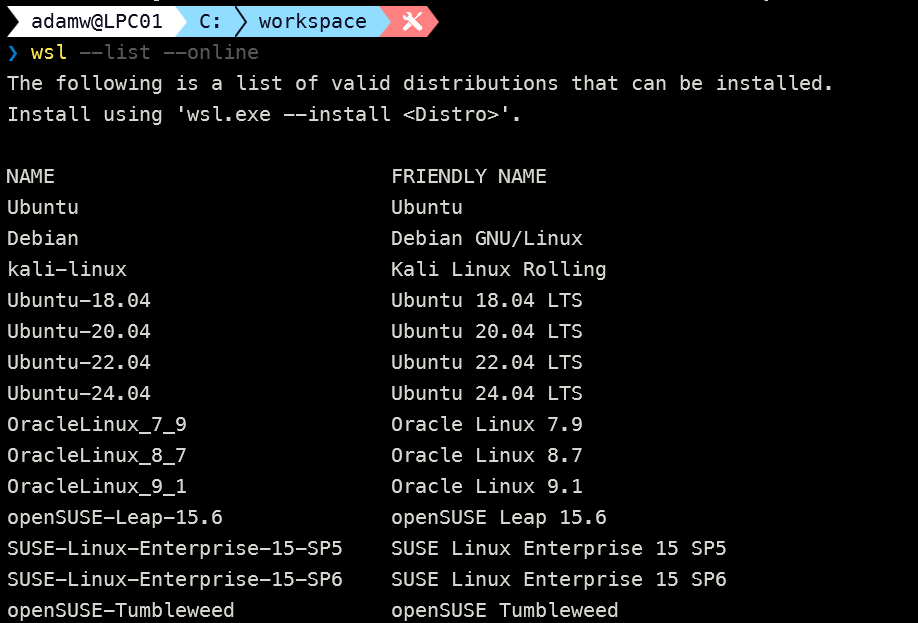 adamw@LPC01 C: workspace
❯ wsl --list --online
The following is a list of valid distributions that can be installed.
Install using 'wsl.exe --install <Distro>'.
NAME FRIENDLY NAME
Ubuntu Ubuntu
Debian Debian GNU/Linux
kali-linux Kali Linux Rolling
Ubuntu-18.04 Ubuntu 18.04 LTS
Ubuntu-20.04 Ubuntu 20.04 LTS
Ubuntu-22.04 Ubuntu 22.04 LTS
Ubuntu-24.04 Ubuntu 24.04 LTS
OracleLinux_7_9 Oracle Linux 7.9
OracleLinux_8_7 Oracle Linux 8.7
OracleLinux_9_1 Oracle Linux 9.1
openSUSE-Leap-15.6 openSUSE Leap 15.6
SUSE-Linux-Enterprise-15-SP5 SUSE Linux Enterprise 15 SP5
SUSE-Linux-Enterprise-15-SP6 SUSE Linux Enterprise 15 SP6
openSUSE-Tumbleweed openSUSE Tumbleweed